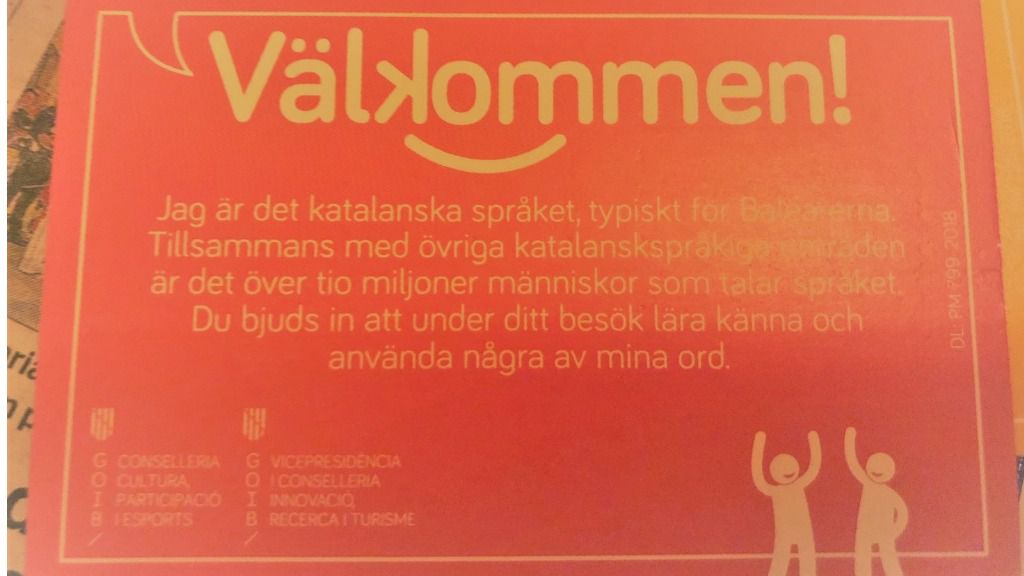 Välkommen!
Jag är det katalanska språket, typiskt för Balearerna.
Tillsammans med övriga katalanskspråkiga områden
är det över tio miljoner människor som talar språket.
Du bjuds in att under ditt besök lära känna och
använda några av mina ord.
DL PM 799 2018
G CONSELLERIA
O CULTURA,
I PARTICIPACIÓ
B I ESPORTS
/
G VICEPRESIDÈNCIA
O I CONSELLERIA
I INNOVACIÓ,
B RECERCA I TURISME
/